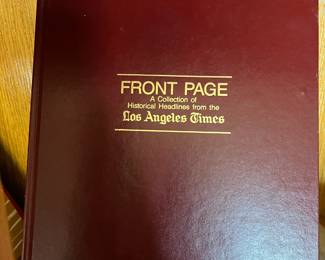 FRONT PAGE
A Collection of
Historical Headlines from the
Los Angeles Times